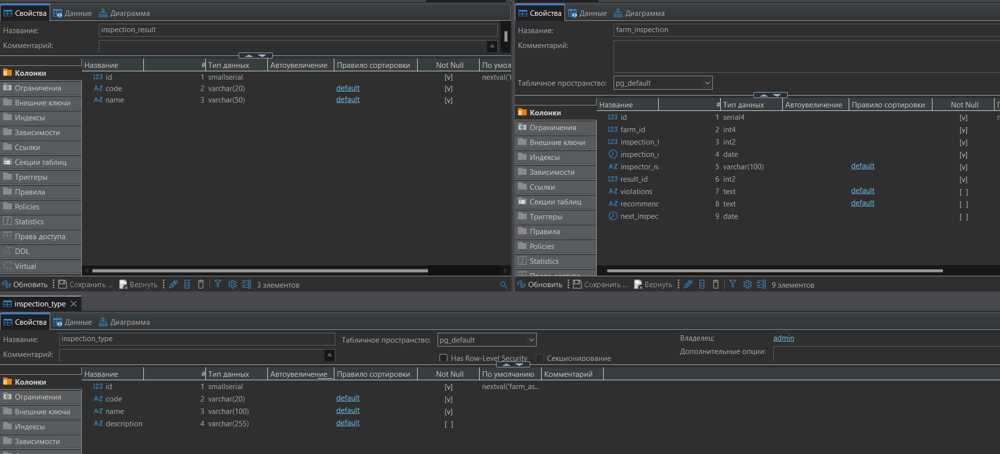 Свойства Данные Диаграмма
Название: inspection_result
Комментарий:
Название # Тип данных Автоувеличение Правило сортировки Not Null По умол
Колонки
Ограничения
Внешние ключи
Индексы
Зависимости
Ссылки
Секции таблиц
Триггеры
Правила
Policies
Statistics
Права доступа
DDL
Virtual
123 id 1 smallserial [v] nextval('f
A-Z code 2 varchar(20) default [v]
A-Z name 3 varchar(50) default [v]
Обновить Сохранить ... Вернуть 3 элементов
Свойства Данные Диаграмма
Название: farm_inspection
Комментарий:
Табличное пространство: pg_default
Название # Тип данных Автоувеличение Правило сортировки Not Null
Колонки
Ограничения
Внешние ключи
Индексы
Зависимости
Ссылки
Секции таблиц
Триггеры
Правила
Policies
Statistics
Права доступа
123 id 1 serial4 [v]
123 farm_id 2 int4 [v]
123 inspection_t 3 int2 [v]
inspection_d 4 date [v]
A-Z inspector_na 5 varchar(100) default [v]
123 result_id 6 int2 [v]
A-Z violations 7 text default [ ]
A-Z recommenc 8 text default [ ]
next_inspec 9 date [ ]
Обновить Сохранить ... Вернуть 9 элементов
inspection_type
Свойства Данные Диаграмма
Название: inspection_type Табличное пространство: pg_default Владелец: admin
Комментарий: Has Row-Level Security Секционирование Дополнительные опции:
Название # Тип данных Автоувеличение Правило сортировки Not Null По умолчанию Комментарий
Колонки
Ограничения
Внешние ключи
Индексы
Зависимости
123 id 1 smallserial [v] nextval('farm_as...
A-Z code 2 varchar(20) default [v]
A-Z name 3 varchar(100) default [v]
A-Z description 4 varchar(255) default [ ]